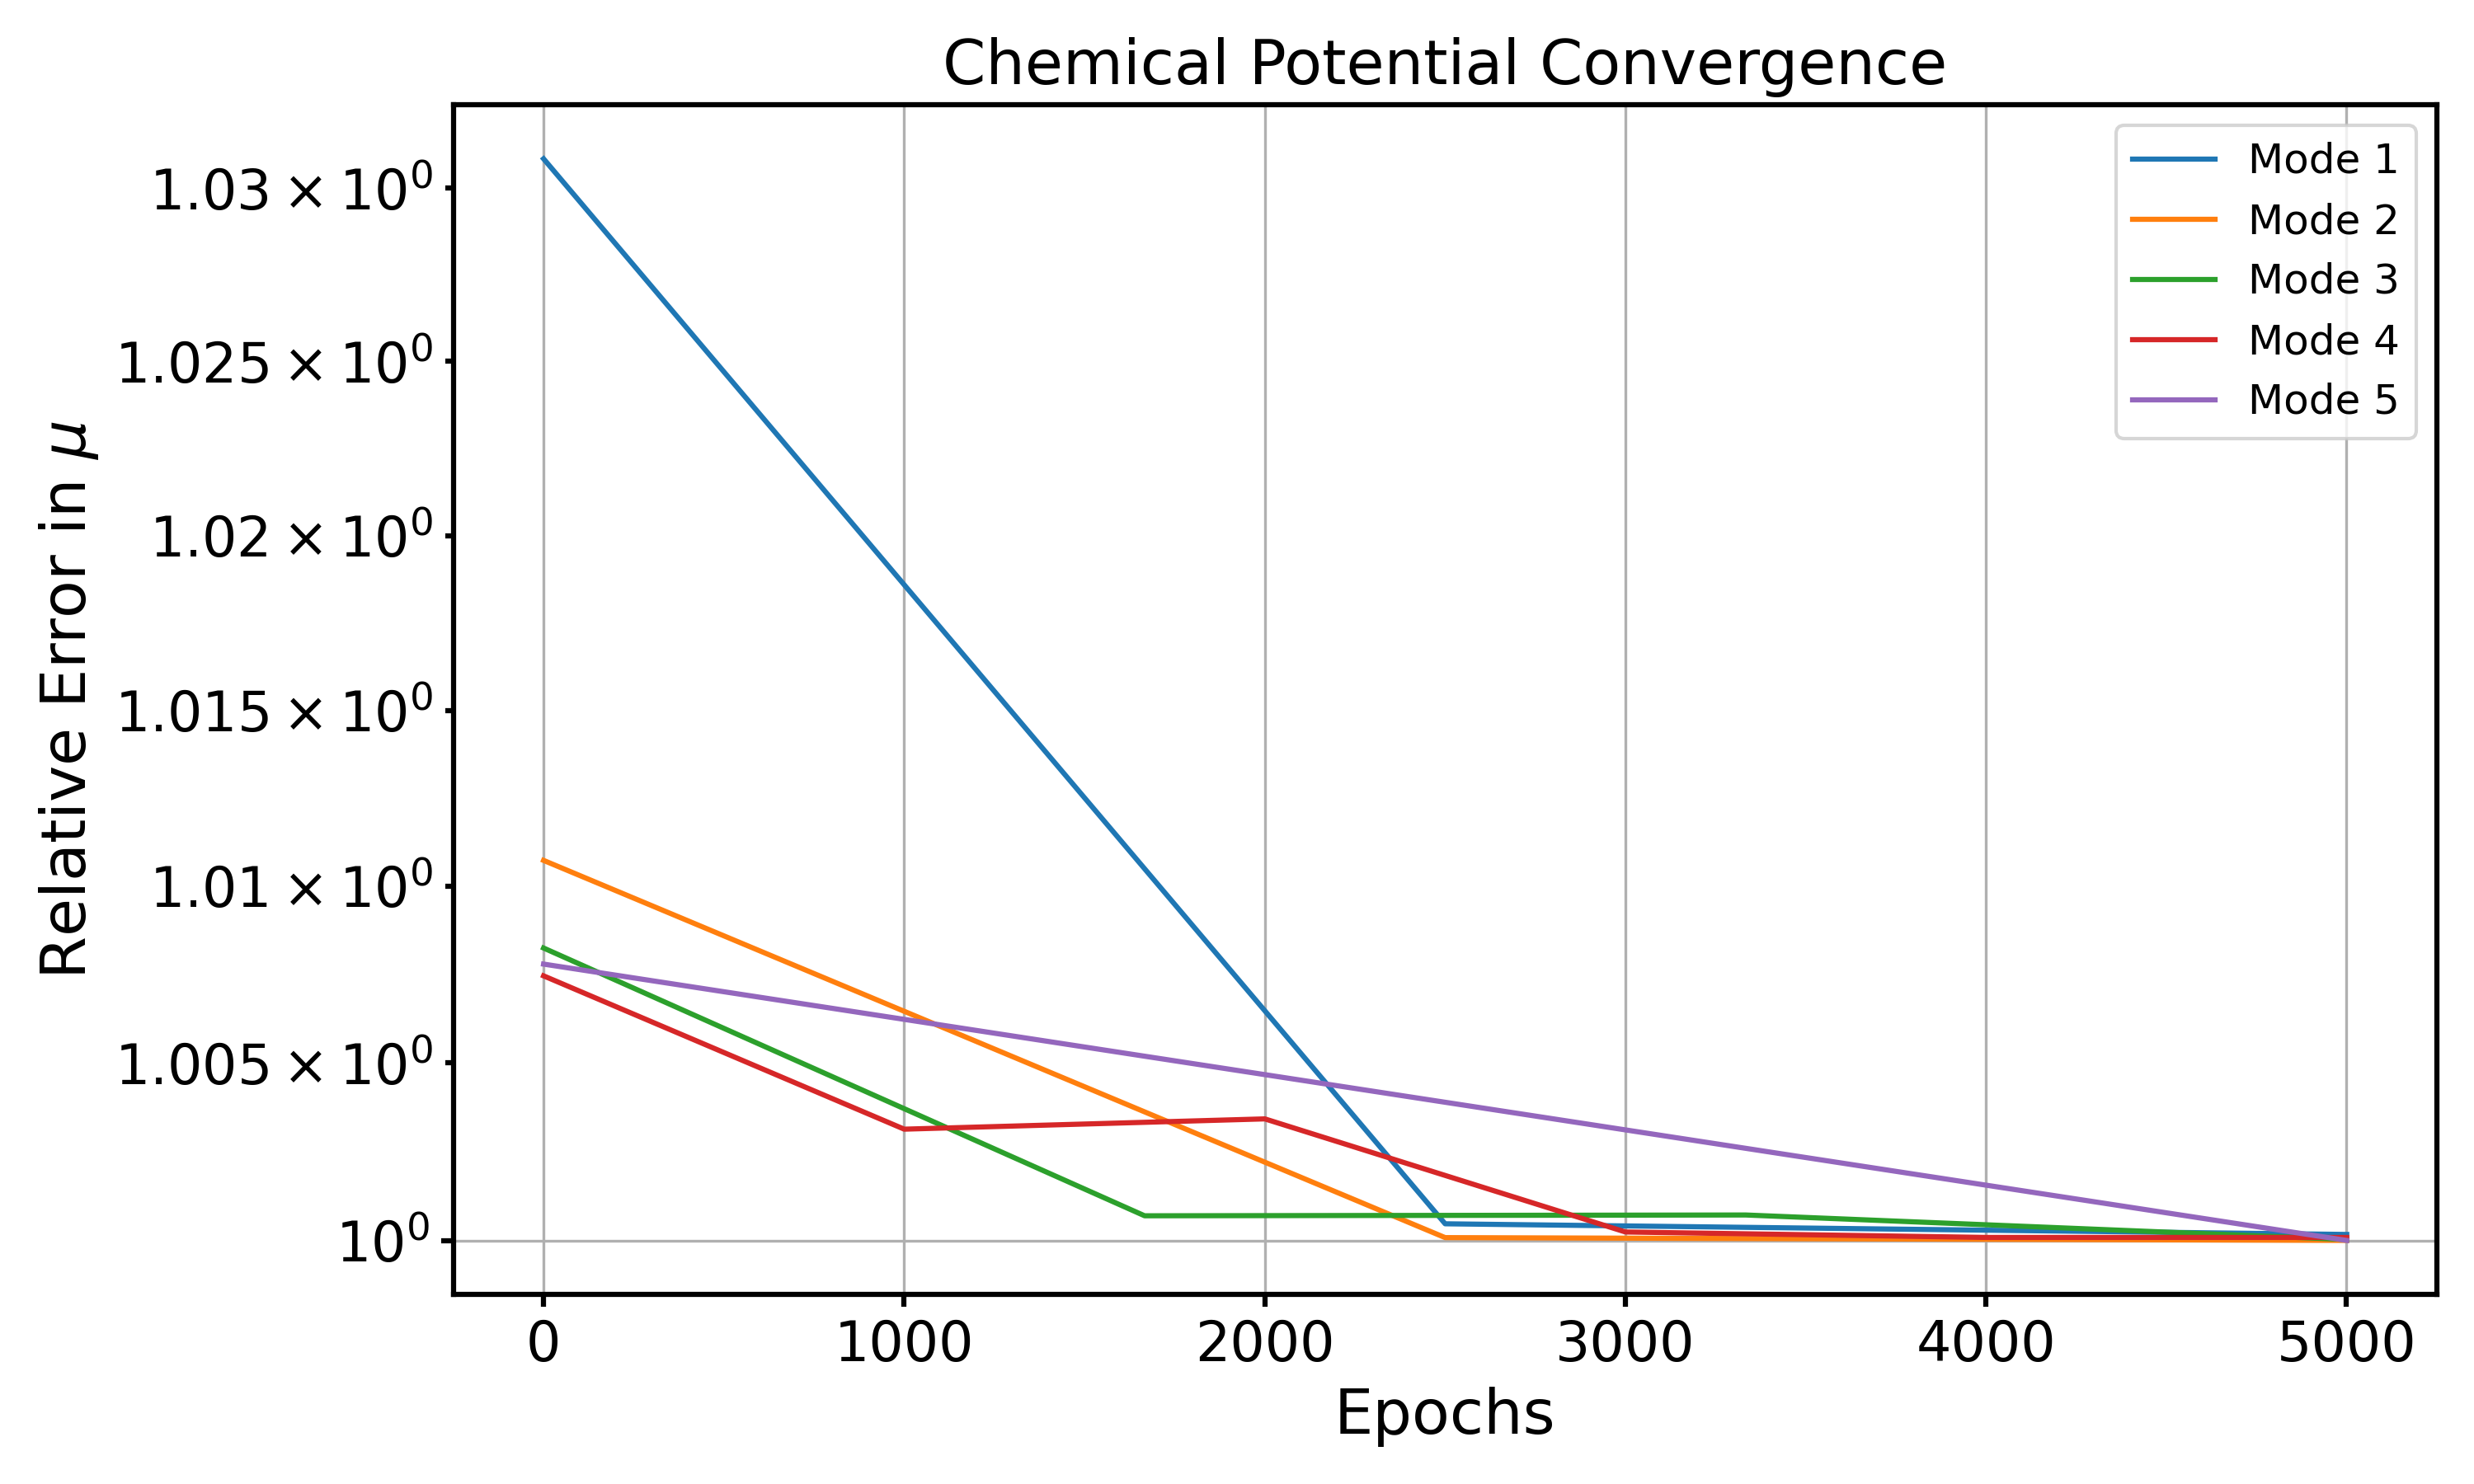 Chemical Potential Convergence
Relative Error in μ
1.03 × 10⁰
1.025 × 10⁰
1.02 × 10⁰
1.015 × 10⁰
1.01 × 10⁰
1.005 × 10⁰
10⁰
Mode 1
Mode 2
Mode 3
Mode 4
Mode 5
0 1000 2000 3000 4000 5000
Epochs